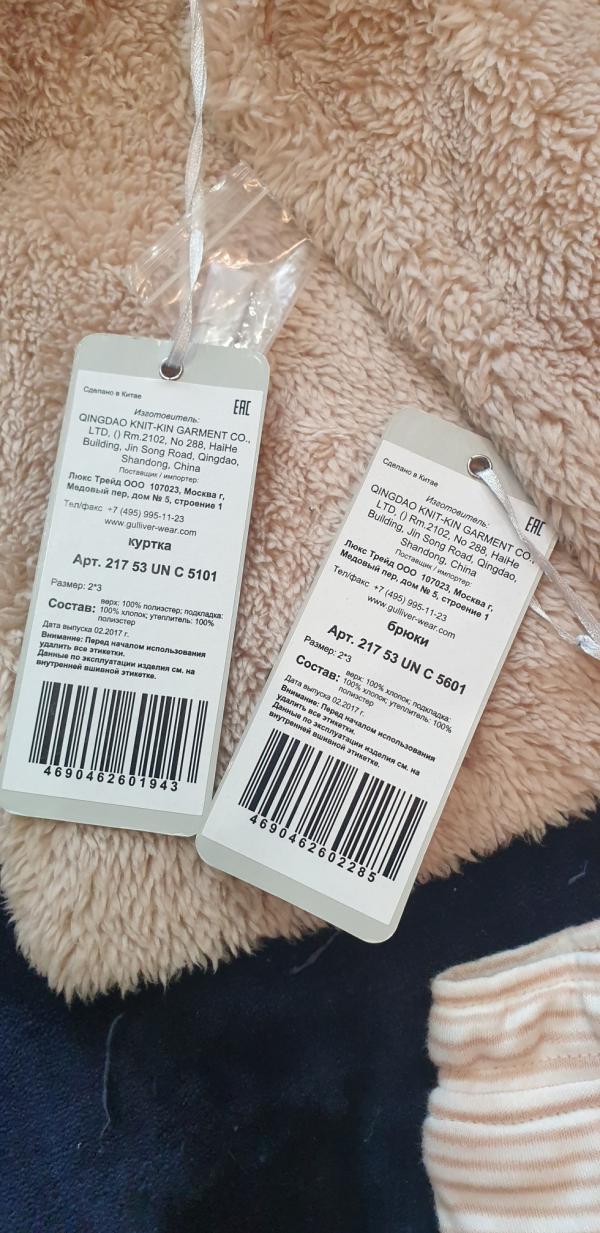 Сделано в Китае
EAC
Изготовитель:
QINGDAO KNIT-KIN GARMENT CO.,
LTD, () Rm.2102, No 288, HaiHe
Building, Jin Song Road, Qingdao,
Shandong, China
Поставщик / импортер:
Люкс Трейд ООО 107023, Москва г,
Медовый пер, дом № 5, строение 1
Тел/факс +7 (495) 995-11-23
www.gulliver-wear.com
куртка
Арт. 217 53 UN C 5101
Размер: 2*3
Состав: верх: 100% полиэстер; подкладка:
100% хлопок; утеплитель: 100%
полиэстер
Дата выпуска 02.2017 г.
Внимание: Перед началом использования
удалить все этикетки.
Данные по эксплуатации изделия см. на
внутренней вшивной этикетке.
4690462601943
Сделано в Китае
EAC
Изготовитель:
QINGDAO KNIT-KIN GARMENT CO.,
LTD, () Rm.2102, No 288, HaiHe
Building, Jin Song Road, Qingdao,
Shandong, China
Поставщик / импортер:
Люкс Трейд ООО 107023, Москва г,
Медовый пер, дом № 5, строение 1
Тел/факс +7 (495) 995-11-23
www.gulliver-wear.com
брюки
Арт. 217 53 UN C 5601
Размер: 2*3
Состав: верх: 100% хлопок; подкладка:
100% хлопок; утеплитель: 100%
полиэстер
Дата выпуска 02.2017 г.
Внимание: Перед началом использования
удалить все этикетки.
Данные по эксплуатации изделия см. на
внутренней вшивной этикетке.
4690462602285